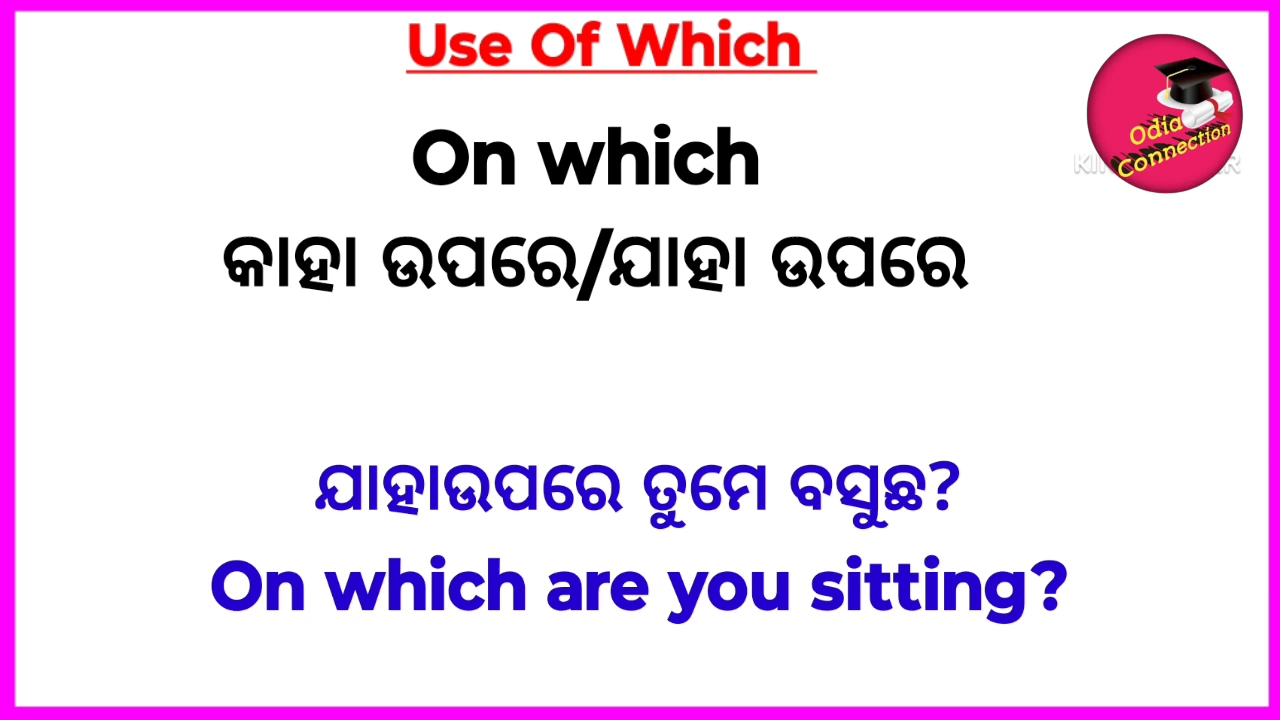 Use Of Which
Odia
Connection
On which
କାହା ଉପରେ/ଯାହା ଉପରେ
ଯାହାଉପରେ ତୁମେ ବସୁଛ?
On which are you sitting?